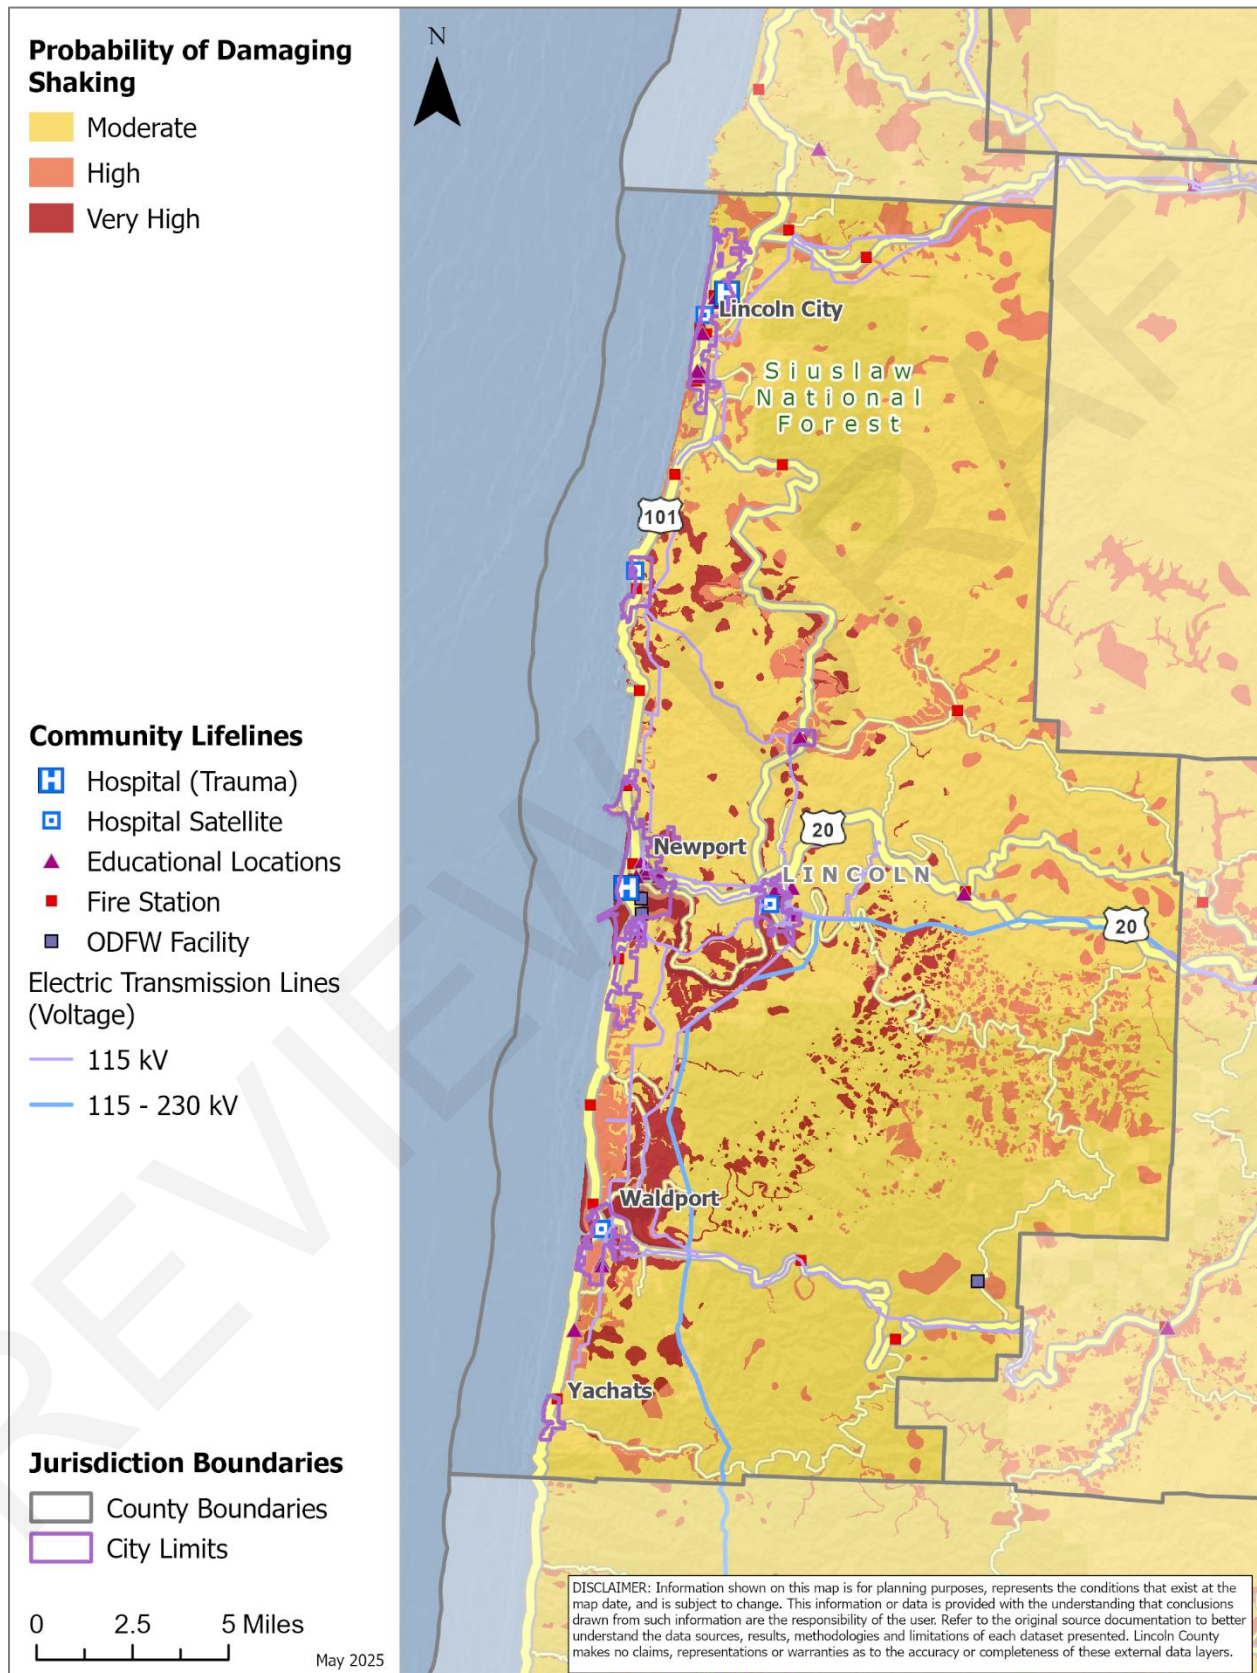 Probability of Damaging
Shaking
Moderate
High
Very High
Community Lifelines
Hospital (Trauma)
Hospital Satellite
Educational Locations
Fire Station
ODFW Facility
Electric Transmission Lines
(Voltage)
115 kV
115 - 230 kV
Jurisdiction Boundaries
County Boundaries
City Limits
0 2.5 5 Miles
May 2025
N
H
Lincoln City
Siuslaw
National
Forest
101
20
Newport
LINCOLN
H
20
Waldport
Yachats
DISCLAIMER: Information shown on this map is for planning purposes, represents the conditions that exist at the
map date, and is subject to change. This information or data is provided with the understanding that conclusions
drawn from such information are the responsibility of the user. Refer to the original source documentation to better
understand the data sources, results, methodologies and limitations of each dataset presented. Lincoln County
makes no claims, representations or warranties as to the accuracy or completeness of these external data layers.
REVIEW DRAF